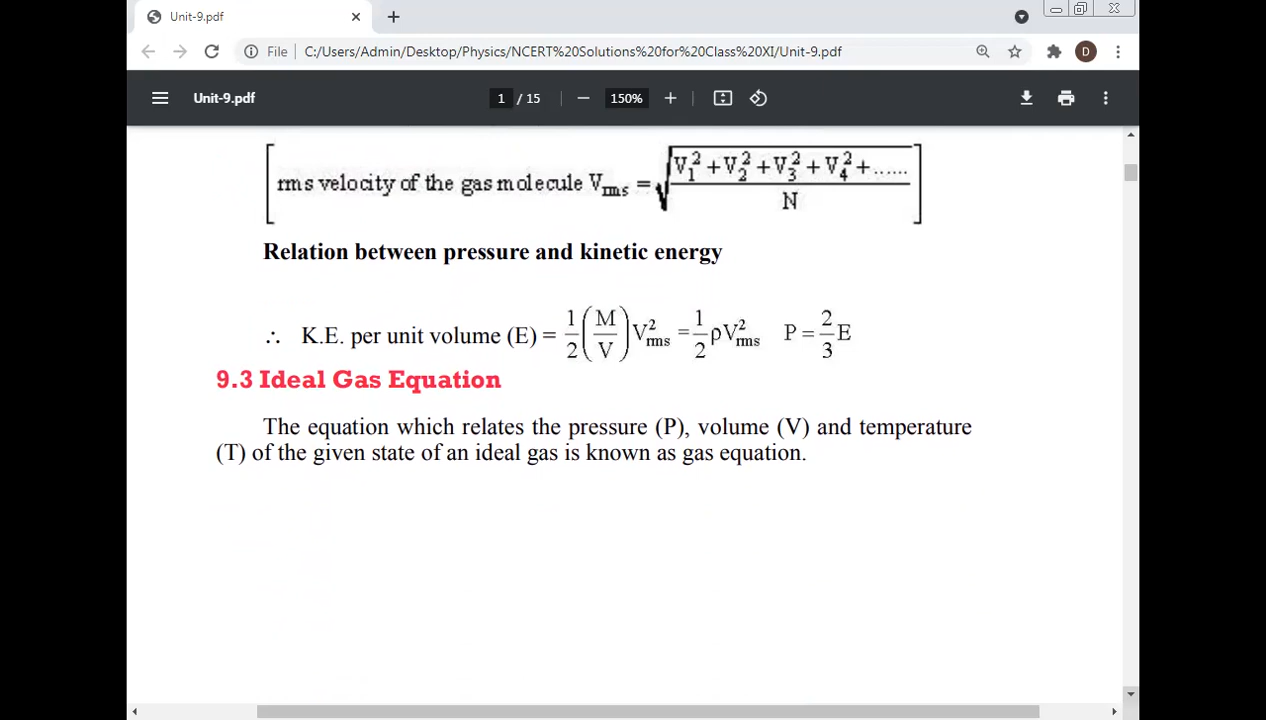 Unit-9.pdf
File C:/Users/Admin/Desktop/Physics/NCERT%20Solutions%20for%20Class%20XI/Unit-9.pdf D
Unit-9.pdf 1 / 15 150%
[rms velocity of the gas molecule V_rms = √((V₁² + V₂² + V₃² + V₄² + ......)/N)]
Relation between pressure and kinetic energy
∴ K.E. per unit volume (E) = 1/2 (M/V) V²_rms = 1/2 ρV²_rms P = 2/3 E
9.3 Ideal Gas Equation
The equation which relates the pressure (P), volume (V) and temperature
(T) of the given state of an ideal gas is known as gas equation.